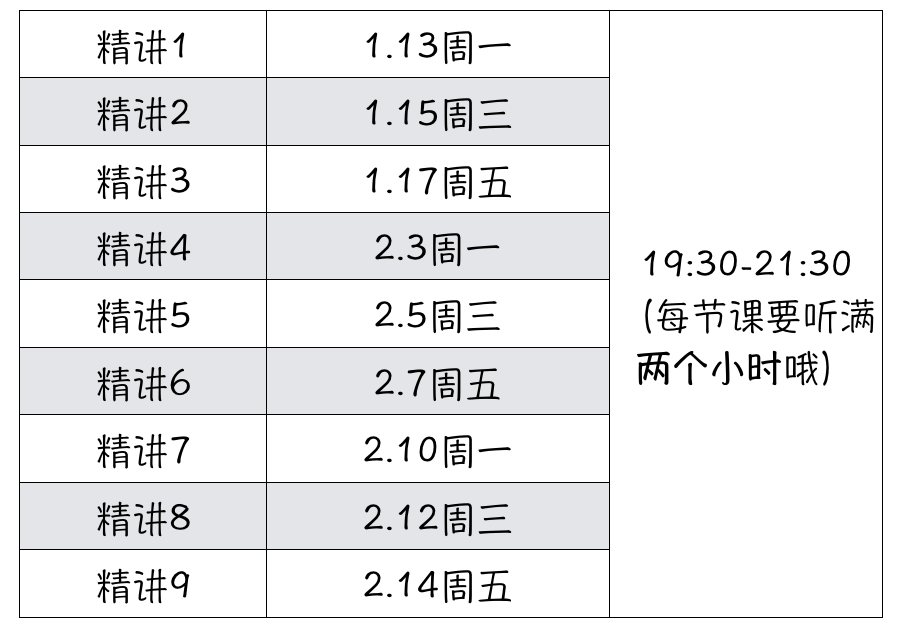 精讲1 1.13周一
精讲2 1.15周三
精讲3 1.17周五
精讲4 2.3周一
精讲5 2.5周三
精讲6 2.7周五
精讲7 2.10周一
精讲8 2.12周三
精讲9 2.14周五
19:30-21:30
(每节课要听满
两个小时哦)